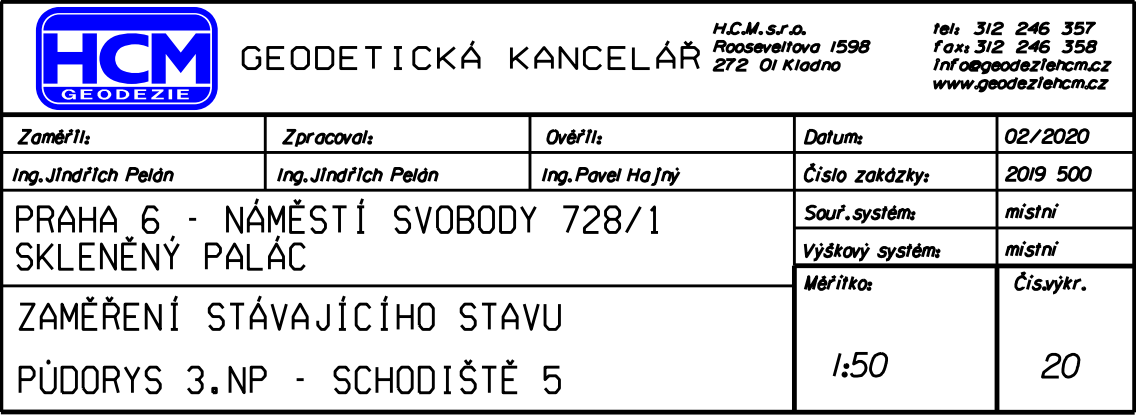 HCM
GEODEZIE
GEODETICKÁ KANCELÁŘ
H.C.M. s.r.o.
Rooseveltova 1598
272 01 Kladno
tel: 312 246 357
fax: 312 246 358
info@geodeziehcm.cz
www.geodeziehcm.cz
Zaměřil: Zpracoval: Ověřil: Datum: 02/2020
Ing.Jindřich Pelán Ing.Jindřich Pelán Ing.Pavel Hajný Číslo zakázky: 2019 500
PRAHA 6 - NÁMĚSTÍ SVOBODY 728/1
SKLENĚNÝ PALÁC
Souř.systém: místní
Výškový systém: místní
ZAMĚŘENÍ STÁVAJÍCÍHO STAVU
PŮDORYS 3.NP - SCHODIŠTĚ 5
Měřítko: Čís.výkr.
1:50 20